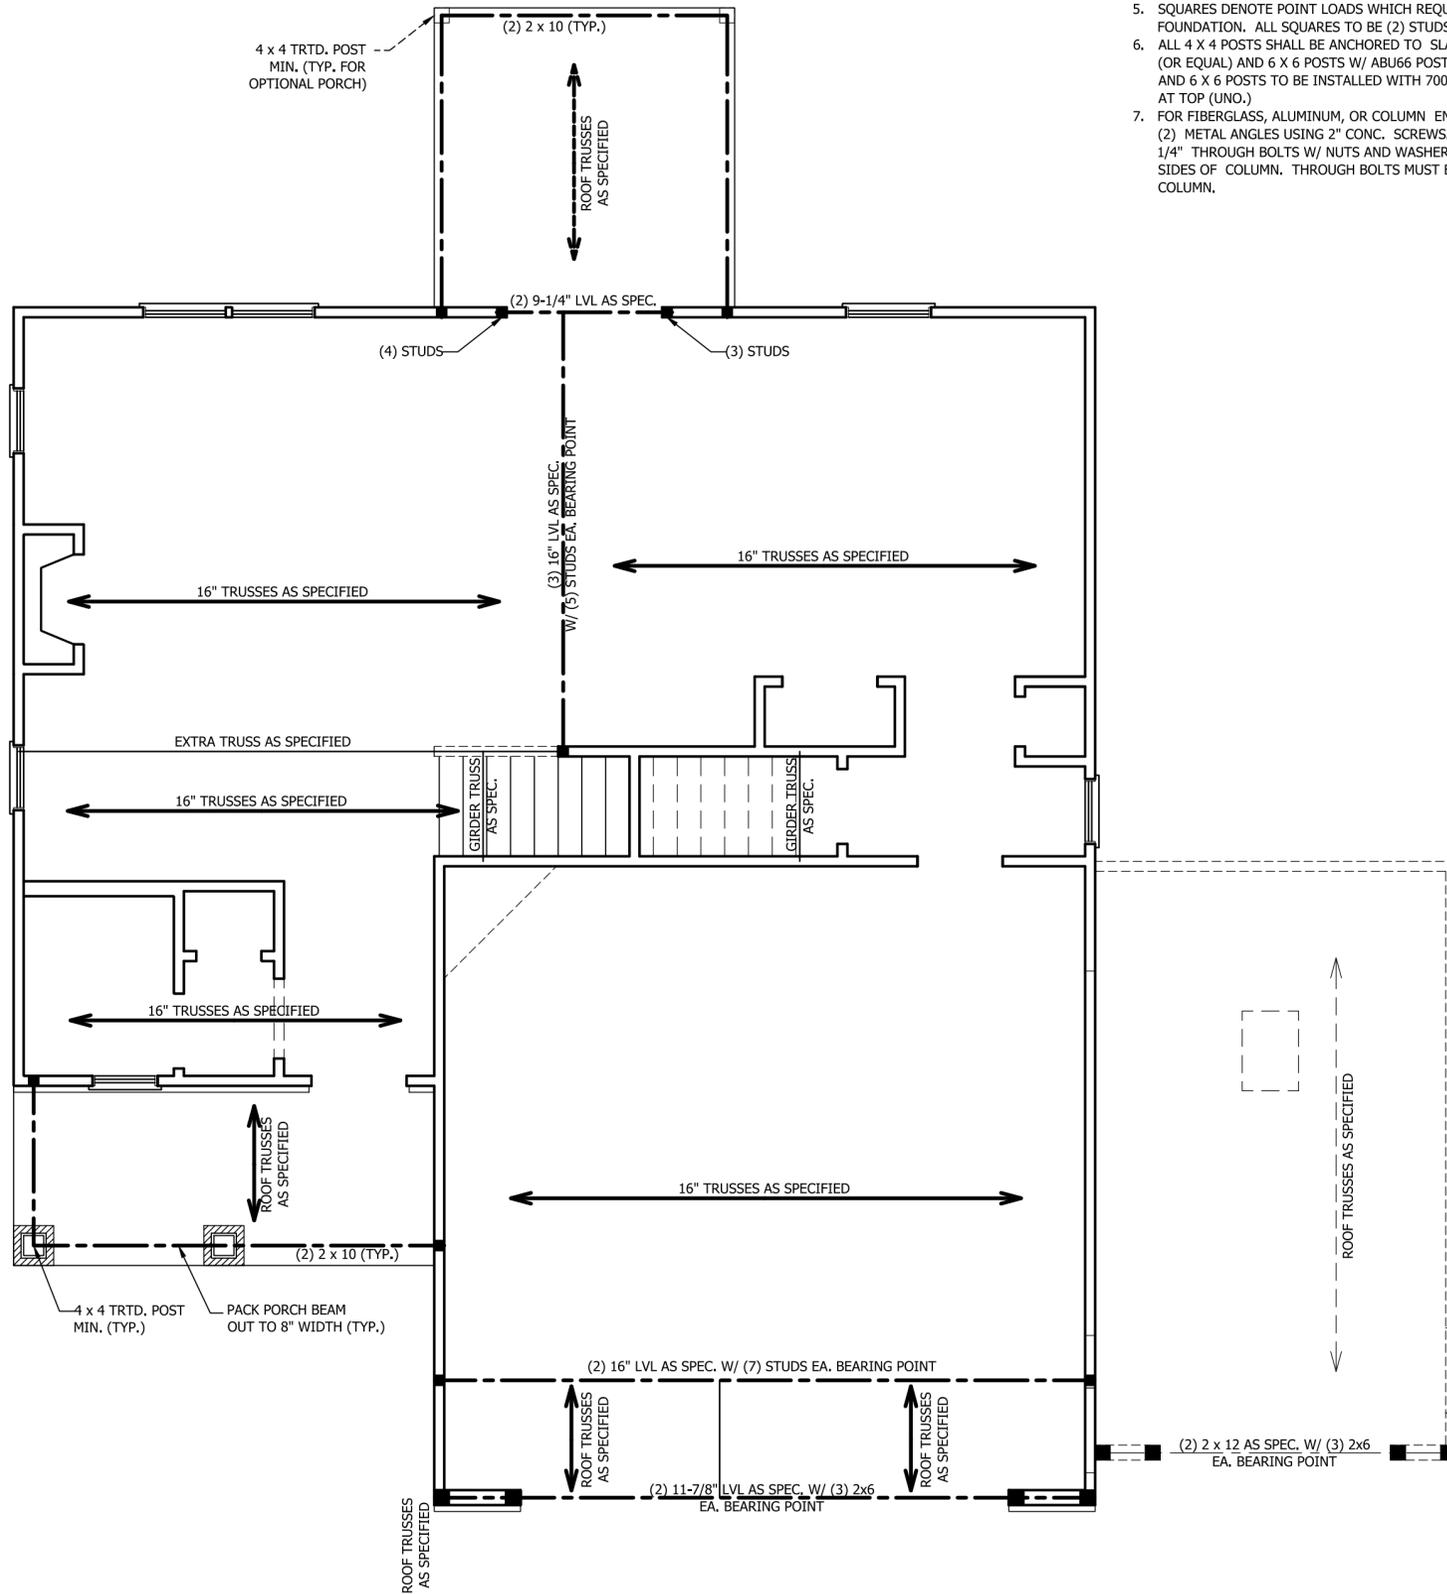 5. SQUARES DENOTE POINT LOADS WHICH
FOUNDATION. ALL SQUARES TO BE (2) STUDS
6. ALL 4 X 4 POSTS SHALL BE ANCHORED TO
(OR EQUAL) AND 6 X 6 POSTS W/ ABU66 POST
AND 6 X 6 POSTS TO BE INSTALLED WITH 700
AT TOP (UNO.)
7. FOR FIBERGLASS, ALUMINUM, OR COLUMN
(2) METAL ANGLES USING 2" CONC. SCREWS
1/4" THROUGH BOLTS W/ NUTS AND WASHER
SIDES OF COLUMN. THROUGH BOLTS MUST
COLUMN.
(2) 2 x 10 (TYP.)
4 x 4 TRTD. POST
MIN. (TYP. FOR
OPTIONAL PORCH)
ROOF TRUSSES
AS SPECIFIED
(2) 9-1/4" LVL AS SPEC.
(4) STUDS
(3) STUDS
(3) 16" LVL AS SPEC.
W/ (5) STUDS EA. BEARING POINT
16" TRUSSES AS SPECIFIED
16" TRUSSES AS SPECIFIED
EXTRA TRUSS AS SPECIFIED
16" TRUSSES AS SPECIFIED
GIRDER TRUSS
AS SPEC.
GIRDER TRUSS
AS SPEC.
16" TRUSSES AS SPECIFIED
ROOF TRUSSES
AS SPECIFIED
ROOF TRUSSES AS SPECIFIED
16" TRUSSES AS SPECIFIED
(2) 2 x 10 (TYP.)
4 x 4 TRTD. POST
MIN. (TYP.)
PACK PORCH BEAM
OUT TO 8" WIDTH (TYP.)
(2) 16" LVL AS SPEC. W/ (7) STUDS EA. BEARING POINT
ROOF TRUSSES
AS SPECIFIED
ROOF TRUSSES
AS SPECIFIED
(2) 2 x 12 AS SPEC. W/ (3) 2x6
EA. BEARING POINT
(2) 11-7/8" LVL AS SPEC. W/ (3) 2x6
EA. BEARING POINT
ROOF TRUSSES
AS SPECIFIED